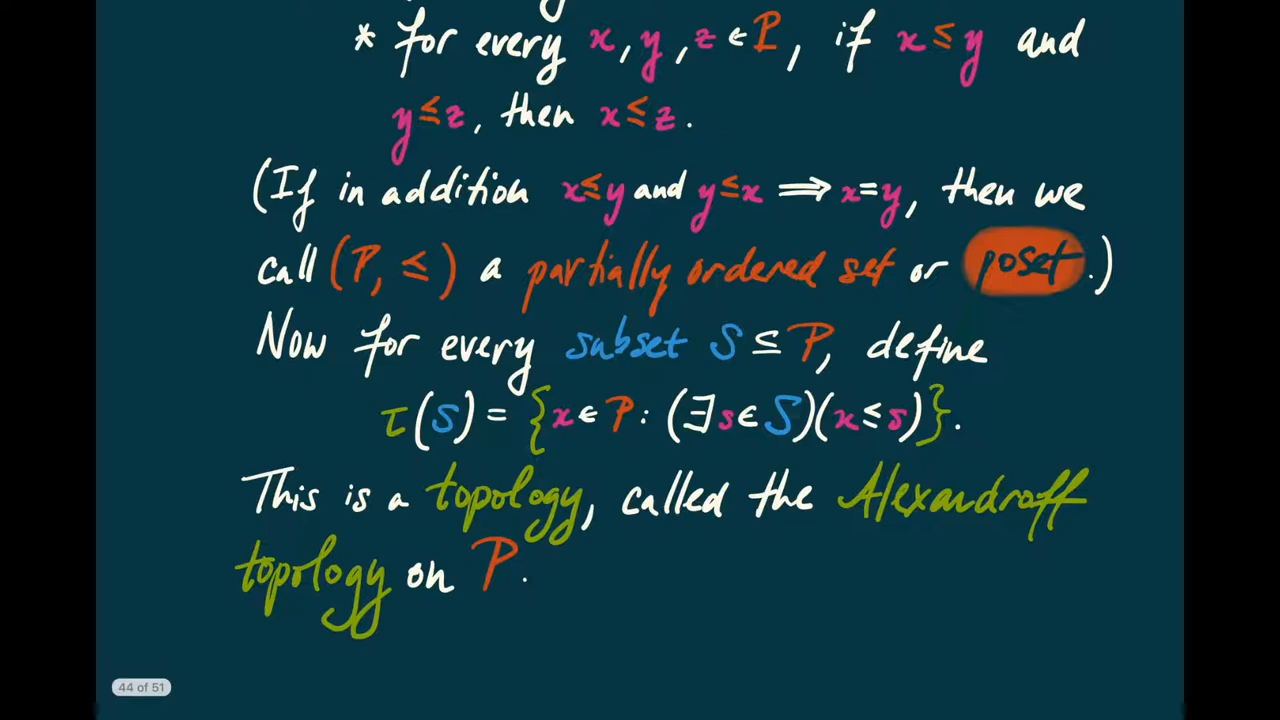 * for every x, y, z ∈ P, if x ≤ y and
y ≤ z, then x ≤ z.
(If in addition x ≤ y and y ≤ x ⟹ x = y, then we
call (P, ≤) a partially ordered set or poset.)
Now for every subset S ⊆ P, define
τ(S) = {x ∈ P : (∃s ∈ S)(x ≤ s)}.
This is a topology, called the Alexandroff
topology on P.
44 of 51